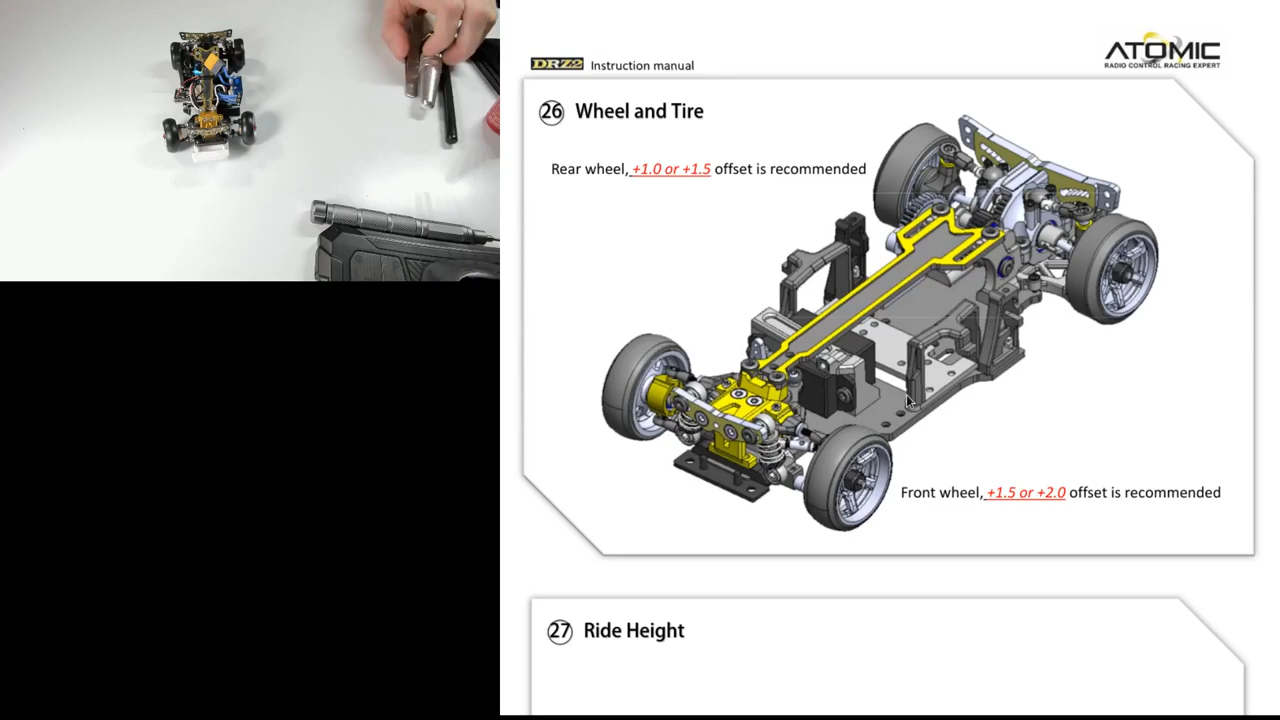 DRZ2 Instruction manual
ATOMIC
RADIO CONTROL RACING EXPERT
26 Wheel and Tire
Rear wheel, +1.0 or +1.5 offset is recommended
Front wheel, +1.5 or +2.0 offset is recommended
27 Ride Height